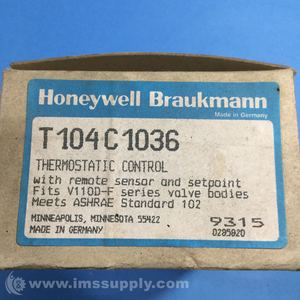 Honeywell Braukmann
Made in Germany
T104C1036
THERMOSTATIC CONTROL
with remote sensor and setpoint
Fits V110D-F series valve bodies
Meets ASHRAE Standard 102
MINNEAPOLIS, MINNESOTA 55422
9315
MADE IN GERMANY
0285020
© www.imssupply.com